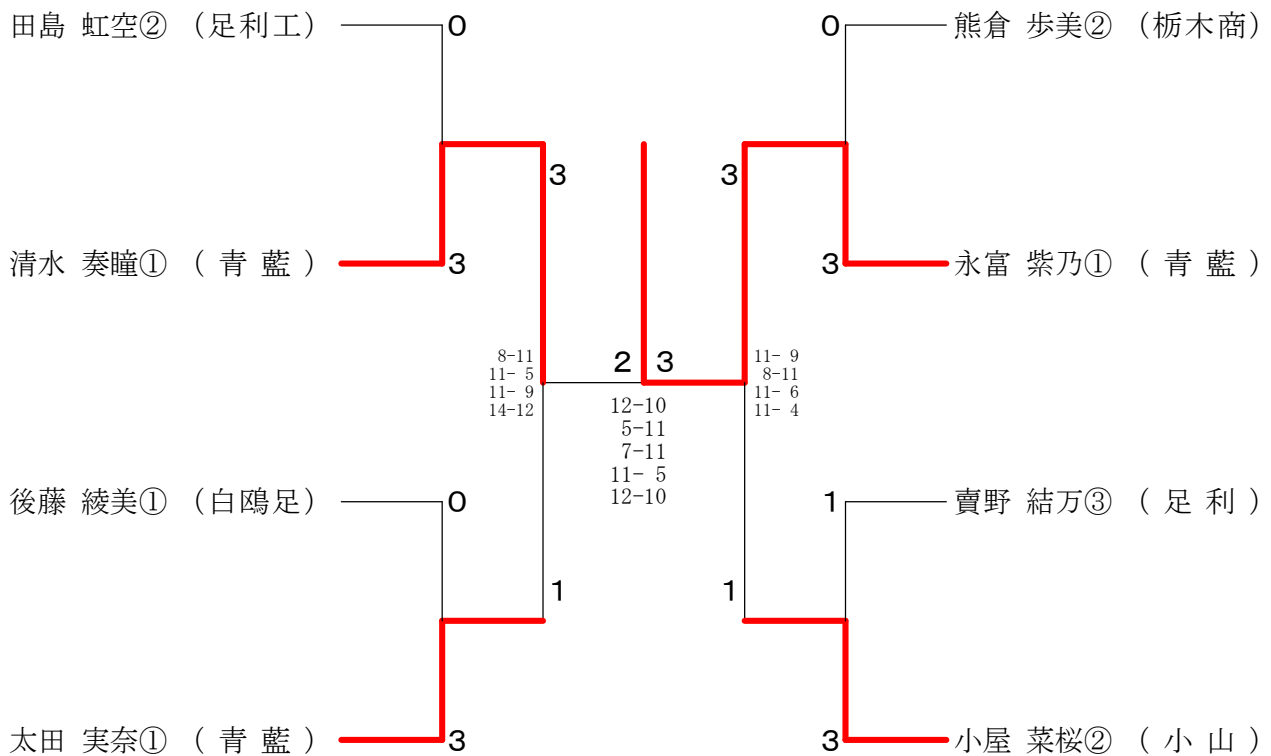 田島 虹空② (足利工) 0
0 熊倉 歩美② (栃木商)
3 3
清水 奏瞳① ( 青 藍 ) 3
3 永富 紫乃① ( 青 藍 )
8-11
11- 5
11- 9
14-12
2 3
12-10
5-11
7-11
11- 5
12-10
11- 9
8-11
11- 6
11- 4
後藤 綾美① (白鴎足) 0
1 賣野 結万③ ( 足 利 )
1 1
太田 実奈① ( 青 藍 ) 3
3 小屋 菜桜② ( 小 山 )